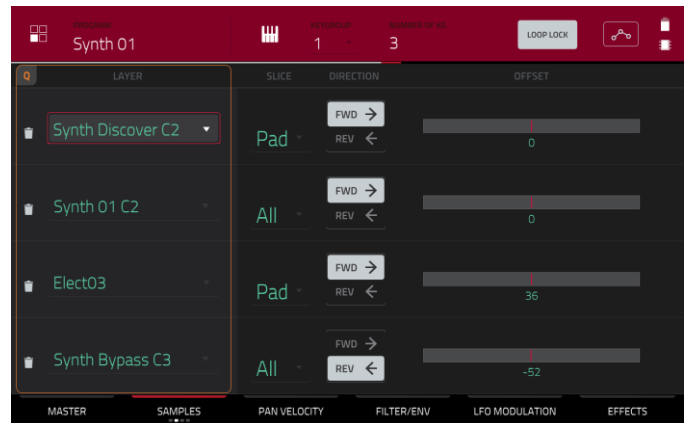 PROGRAM
Synth 01
KEYGROUP
1
NUMBER OF KG
3
LOOP LOCK
Q
LAYER
SLICE
DIRECTION
OFFSET
Synth Discover C2
Pad
FWD →
REV ←
0
Synth 01 C2
All
FWD →
REV ←
0
Elect03
Pad
FWD →
REV ←
36
Synth Bypass C3
All
FWD →
REV ←
-52
MASTER
SAMPLES
PAN VELOCITY
FILTER/ENV
LFO MODULATION
EFFECTS